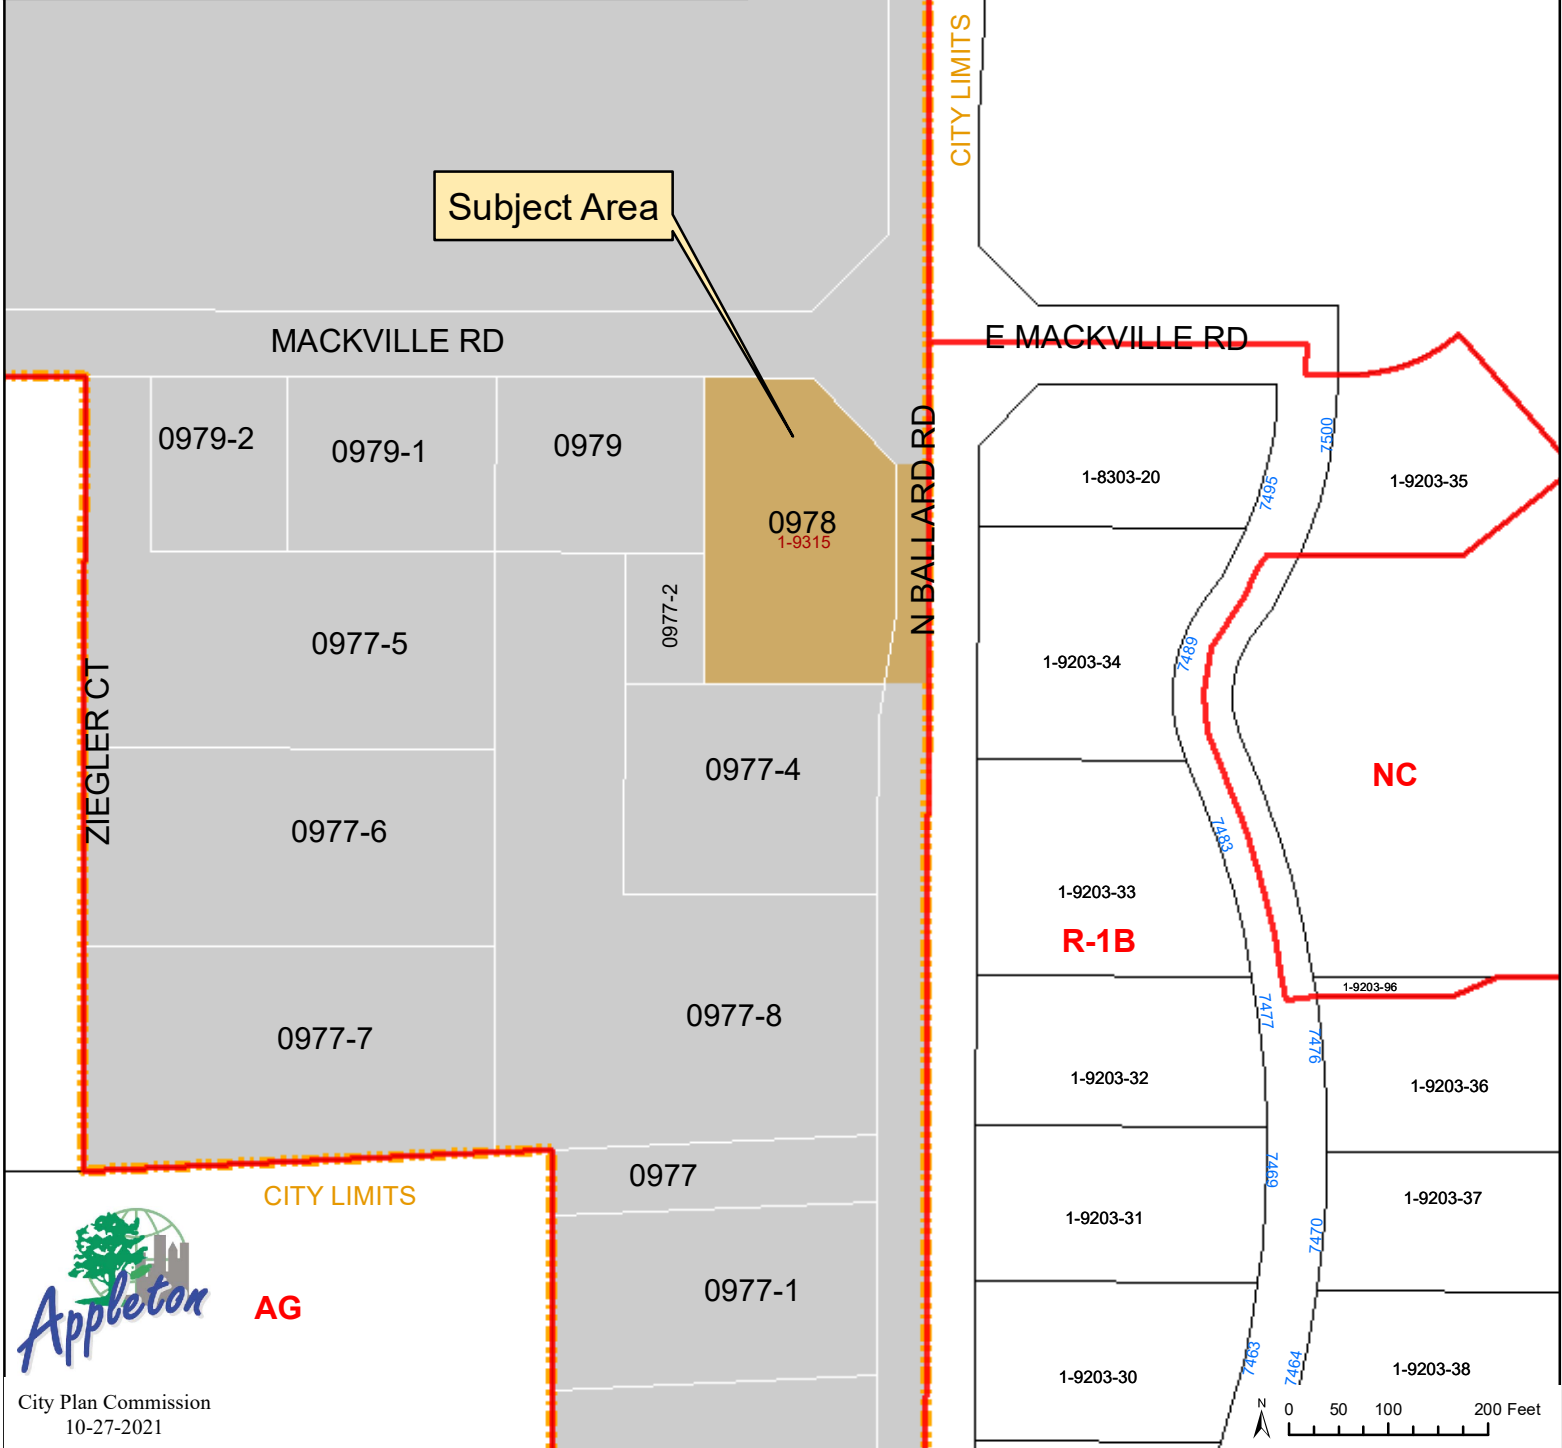 CITY LIMITS
Subject Area
MACKVILLE RD
E MACKVILLE RD
N BALLARD RD
0979-2
0979-1
0979
0978
1-9315
0977-2
0977-5
0977-4
0977-6
0977-7
0977-8
0977
0977-1
ZIEGLER CT
1-8303-20
7495
7500
1-9203-35
1-9203-34
7489
NC
7483
1-9203-33
R-1B
1-9203-96
7477
7476
1-9203-32
1-9203-36
7469
1-9203-31
1-9203-37
7470
1-9203-30
7463
7464
1-9203-38
CITY LIMITS
AG
Appleton
City Plan Commission
10-27-2021
N
0 50 100 200 Feet